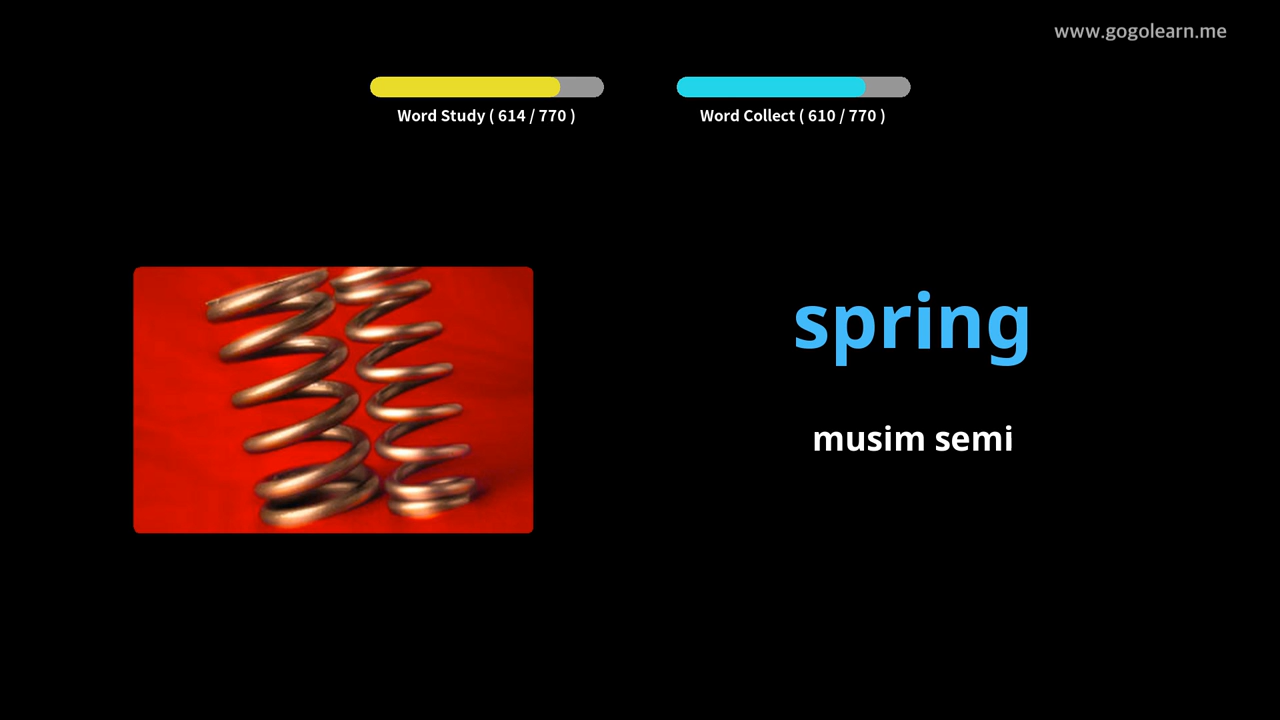 www.gogolearn.me
Word Study ( 614 / 770 )
Word Collect ( 610 / 770 )
spring
musim semi